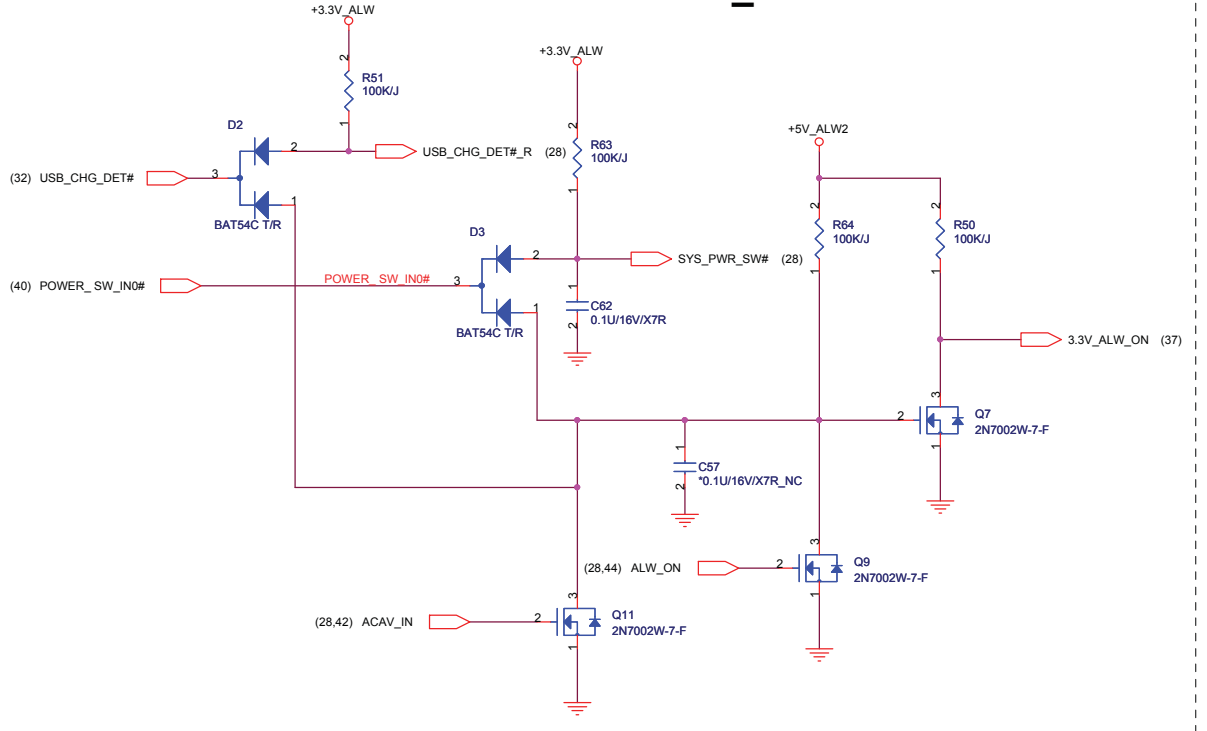 +3.3V_ALW
2
R51
100K/J
1
+3.3V_ALW
2
R63
100K/J
1
D2
2
USB_CHG_DET#_R (28)
(32) USB_CHG_DET#
3
1
BAT54C T/R
+5V_ALW2
2
R64
100K/J
1
2
R50
100K/J
1
D3
2
SYS_PWR_SW# (28)
(40) POWER_ SW_IN0#
POWER_ SW_IN0#
3
1
BAT54C T/R
1
C62
0.1U/16V/X7R
2
3.3V_ALW_ON (37)
3
2
Q7
2N7002W-7-F
1
1
C57
*0.1U/16V/X7R_NC
2
(28,44) ALW_ON
3
2
Q9
2N7002W-7-F
1
(28,42) ACAV_IN
3
2
Q11
2N7002W-7-F
1